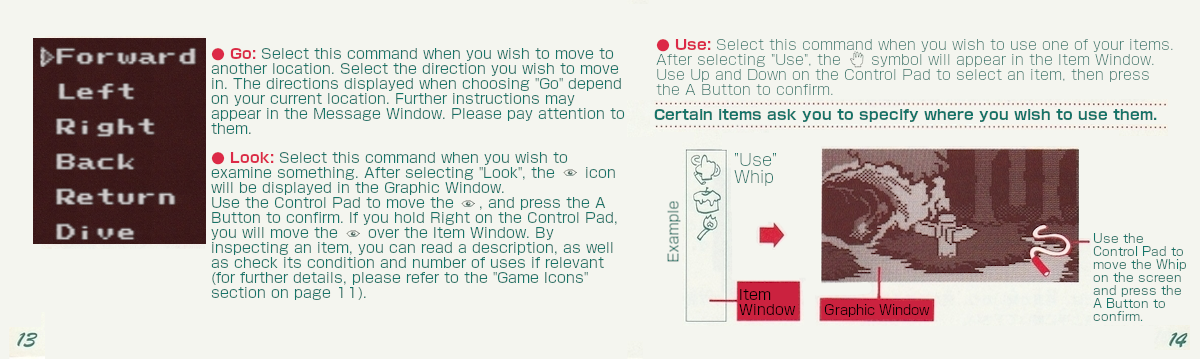 Forward
Left
Right
Back
Return
Dive
● Go: Select this command when you wish to move to
another location. Select the direction you wish to move
in. The directions displayed when choosing "Go" depend
on your current location. Further instructions may
appear in the Message Window. Please pay attention to
them.
● Look: Select this command when you wish to
examine something. After selecting "Look", the icon
will be displayed in the Graphic Window.
Use the Control Pad to move the , and press the A
Button to confirm. If you hold Right on the Control Pad,
you will move the over the Item Window. By
inspecting an item, you can read a description, as well
as check its condition and number of uses if relevant
(for further details, please refer to the "Game Icons"
section on page 11).
13
● Use: Select this command when you wish to use one of your items.
After selecting "Use", the symbol will appear in the Item Window.
Use Up and Down on the Control Pad to select an item, then press
the A Button to confirm.
Certain items ask you to specify where you wish to use them.
Example
"Use"
Whip
Item
Window
Graphic Window
Use the
Control Pad to
move the Whip
on the screen
and press the
A Button to
confirm.
14